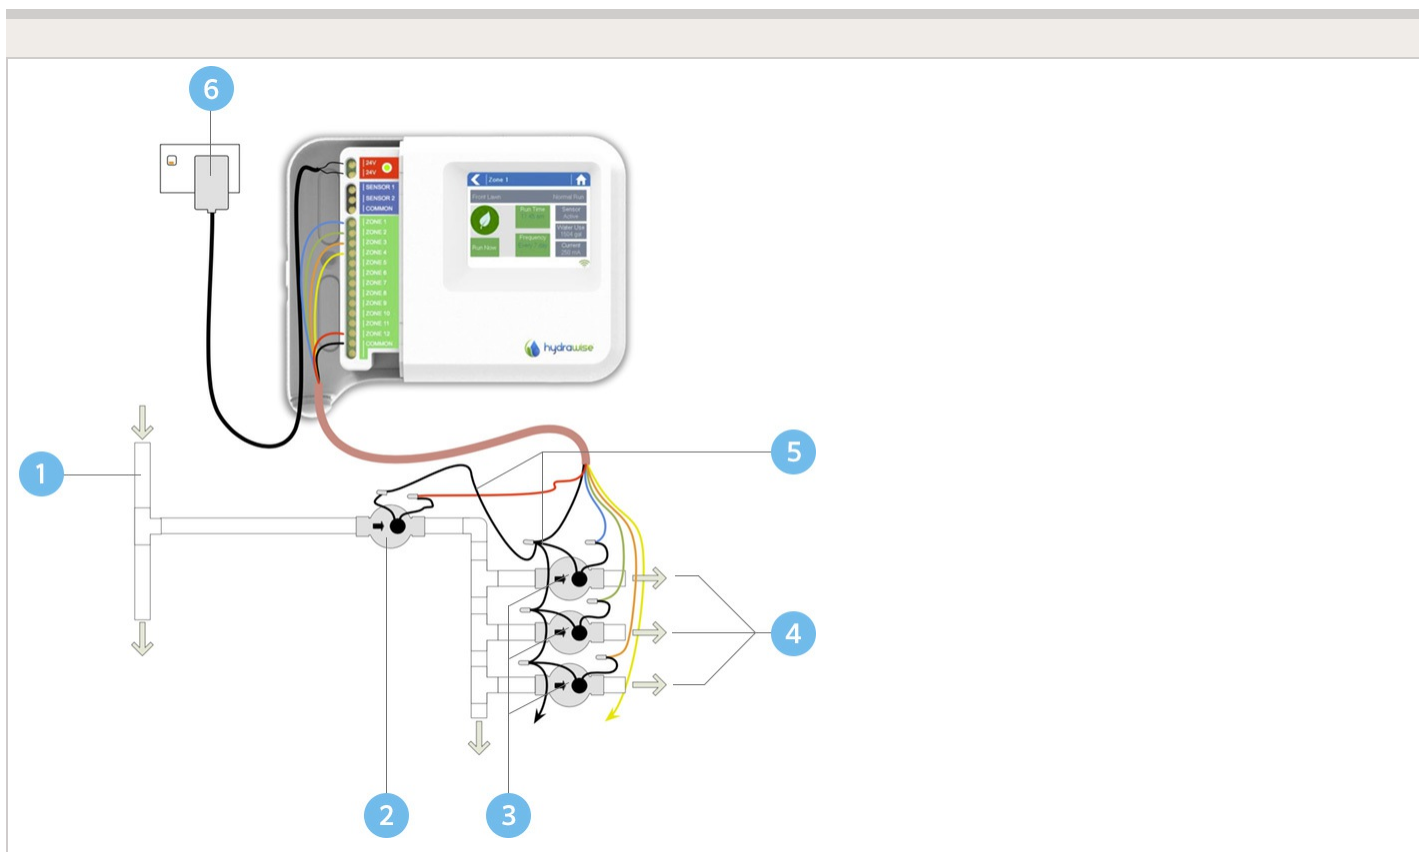 6
24V
24V
SENSOR 1
SENSOR 2
COMMON
ZONE 1
ZONE 2
ZONE 3
ZONE 4
ZONE 5
ZONE 6
ZONE 7
ZONE 8
ZONE 9
ZONE 10
ZONE 11
ZONE 12
COMMON
Zone 1
Front Lawn
Normal Run
Run Time
Sensor
Active
Water Use
Run Now
Frequency
Current
hydrawise
1
5
4
2
3